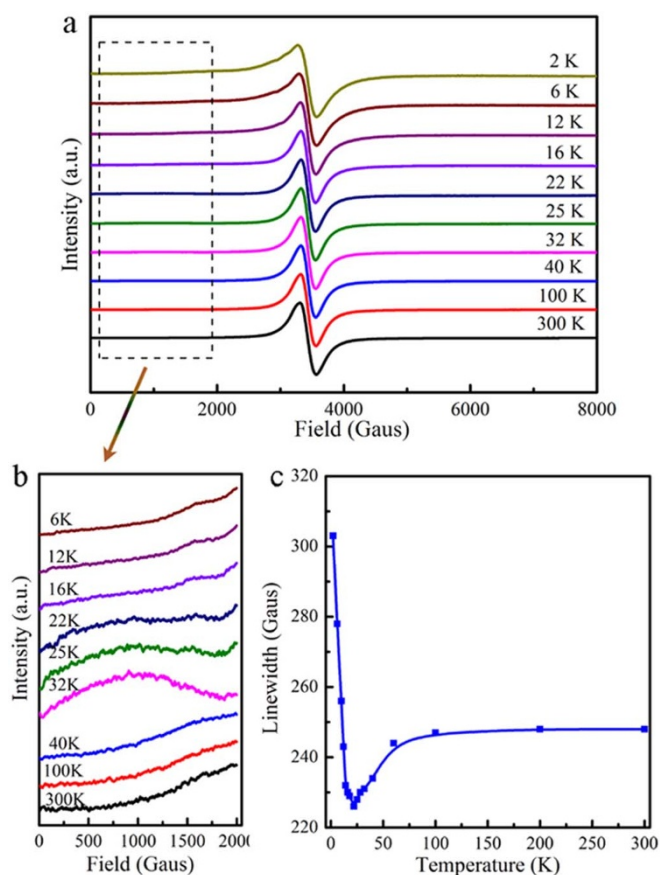 a
2 K
6 K
12 K
16 K
22 K
25 K
32 K
40 K
100 K
300 K
Intensity (a.u.)
0 2000 4000 6000 8000
Field (Gaus)
b
6K
12K
16K
22K
25K
32K
40K
100K
300K
Intensity (a.u.)
0 500 1000 1500 200
Field (Gaus)
c
320
300
280
260
240
220
Linewidth (Gaus)
0 50 100 150 200 250 300
Temperature (K)